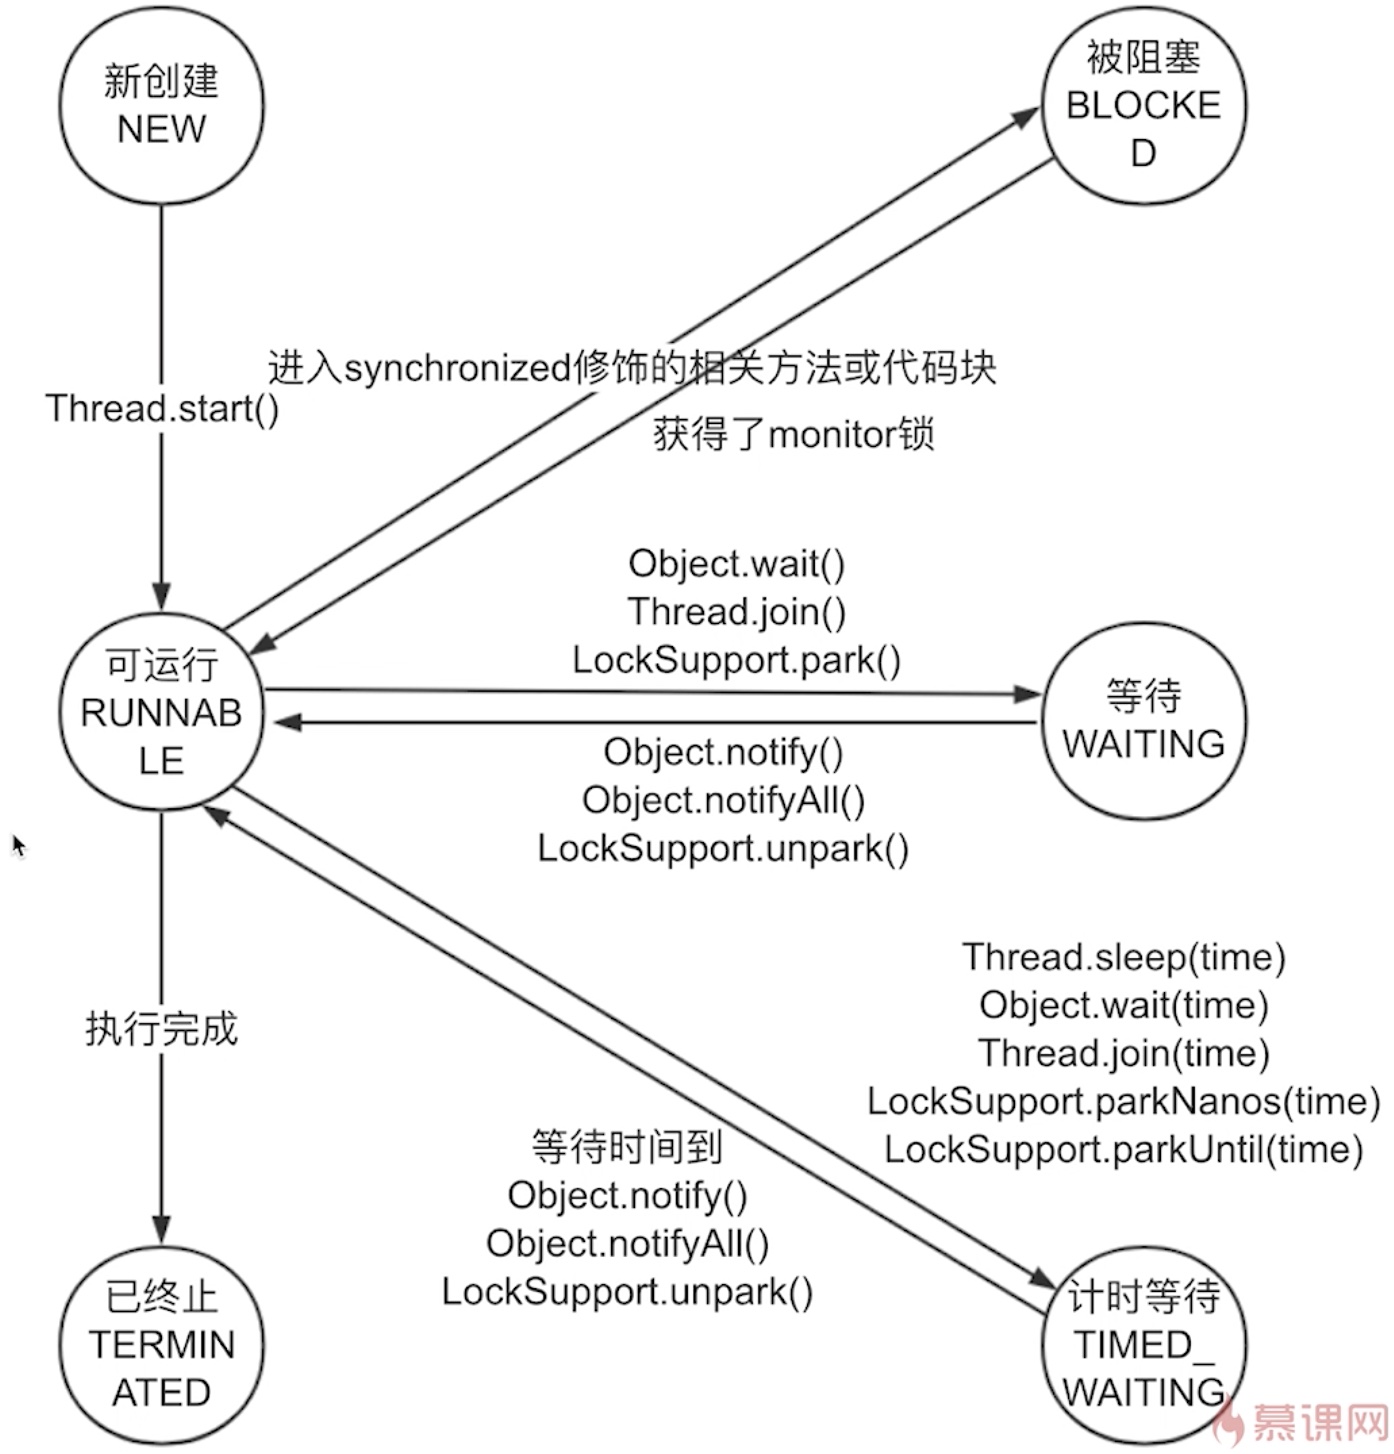 新创建
NEW
被阻塞
BLOCKE
D
进入synchronized修饰的相关方法或代码块
Thread.start()
获得了monitor锁
Object.wait()
Thread.join()
LockSupport.park()
可运行
RUNNAB
LE
等待
WAITING
Object.notify()
Object.notifyAll()
LockSupport.unpark()
Thread.sleep(time)
Object.wait(time)
Thread.join(time)
LockSupport.parkNanos(time)
LockSupport.parkUntil(time)
执行完成
等待时间到
Object.notify()
Object.notifyAll()
LockSupport.unpark()
已终止
TERMIN
ATED
计时等待
TIMED_
WAITING
慕课网